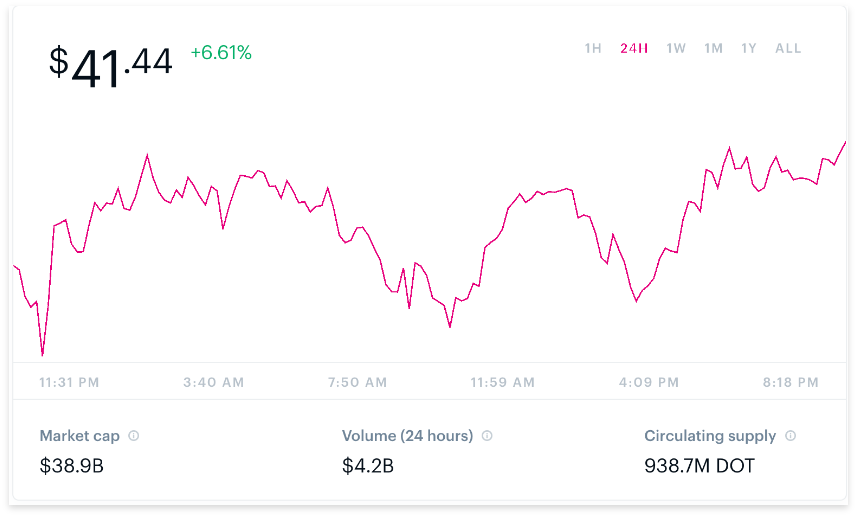 $41.44 +6.61% 1H 24H 1W 1M 1Y ALL
11:31 PM 3:40 AM 7:50 AM 11:59 AM 4:09 PM 8:18 PM
Market cap Volume (24 hours) Circulating supply
$38.9B $4.2B 938.7M DOT